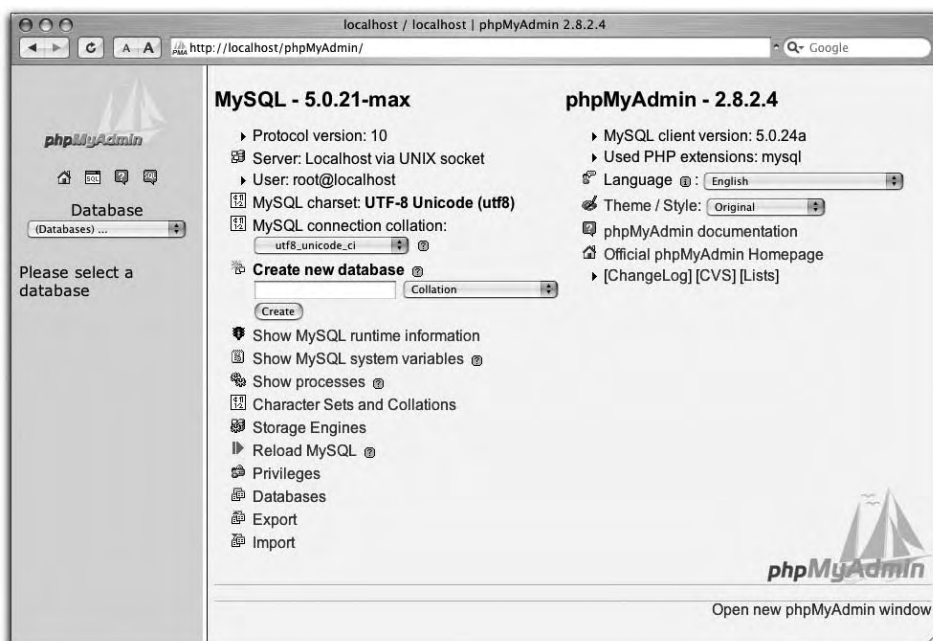 localhost / localhost | phpMyAdmin 2.8.2.4
A A
PMA http://localhost/phpMyAdmin/
Google
phpMyAdmin
SQL
Database
(Databases) ...
Please select a
database
MySQL - 5.0.21-max
Protocol version: 10
Server: Localhost via UNIX socket
User: root@localhost
MySQL charset: UTF-8 Unicode (utf8)
MySQL connection collation:
utf8_unicode_ci
Create new database
Collation
Create
Show MySQL runtime information
Show MySQL system variables
Show processes
Character Sets and Collations
Storage Engines
Reload MySQL
Privileges
Databases
Export
Import
phpMyAdmin - 2.8.2.4
MySQL client version: 5.0.24a
Used PHP extensions: mysql
Language : English
Theme / Style: Original
phpMyAdmin documentation
Official phpMyAdmin Homepage
[ChangeLog] [CVS] [Lists]
phpMyAdmin
Open new phpMyAdmin window